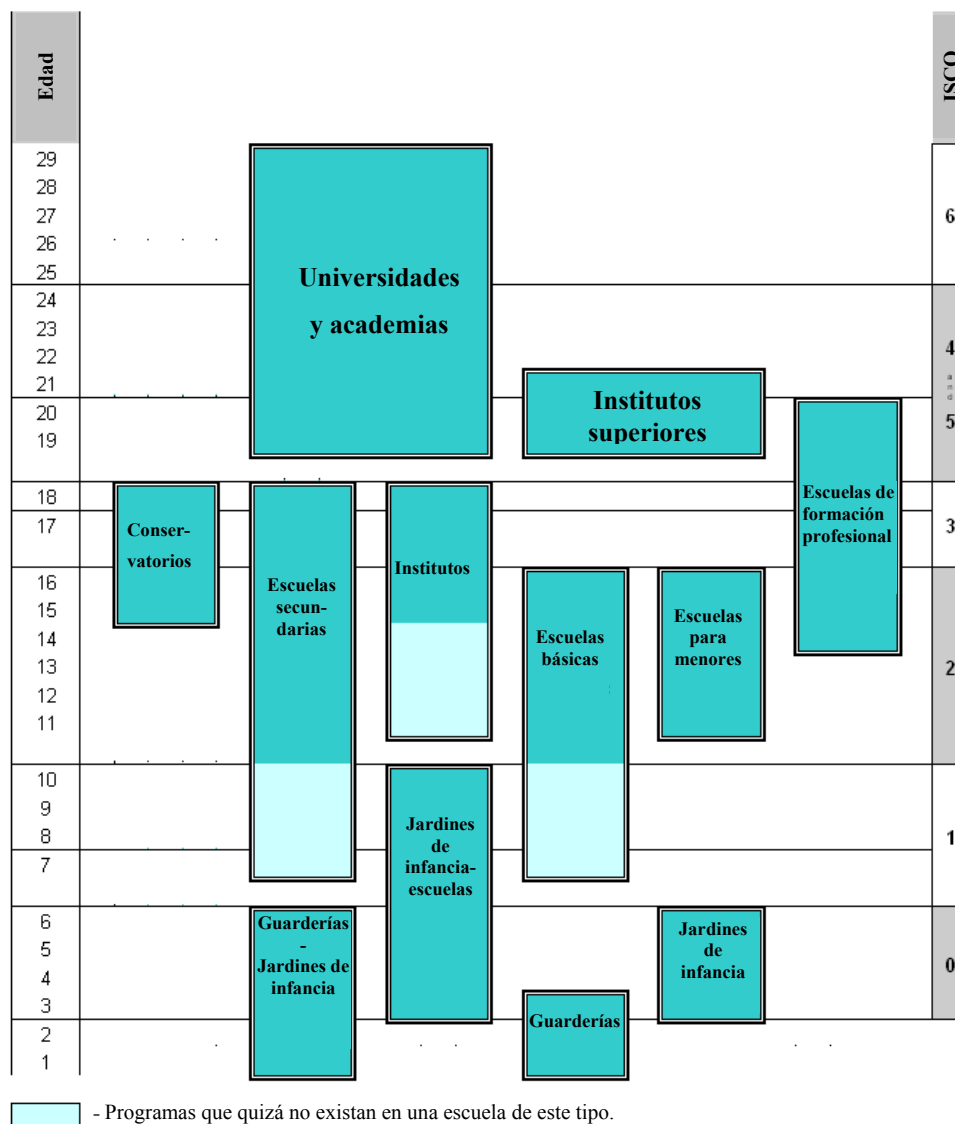 Edad
ISCO
29
28
27
26
25
24
23
22
21
20
19
18
17
16
15
14
13
12
11
10
9
8
7
6
5
4
3
2
1
6
4
and
5
3
2
1
0
Universidades
y academias
Institutos
superiores
Escuelas de
formación
profesional
Conser-
vatorios
Escuelas
secun-
darias
Institutos
Escuelas
básicas
Escuelas
para
menores
Jardines
de
infancia-
escuelas
Guarderías
-
Jardines de
infancia
Guarderías
Jardines
de
infancia
- Programas que quizá no existan en una escuela de este tipo.